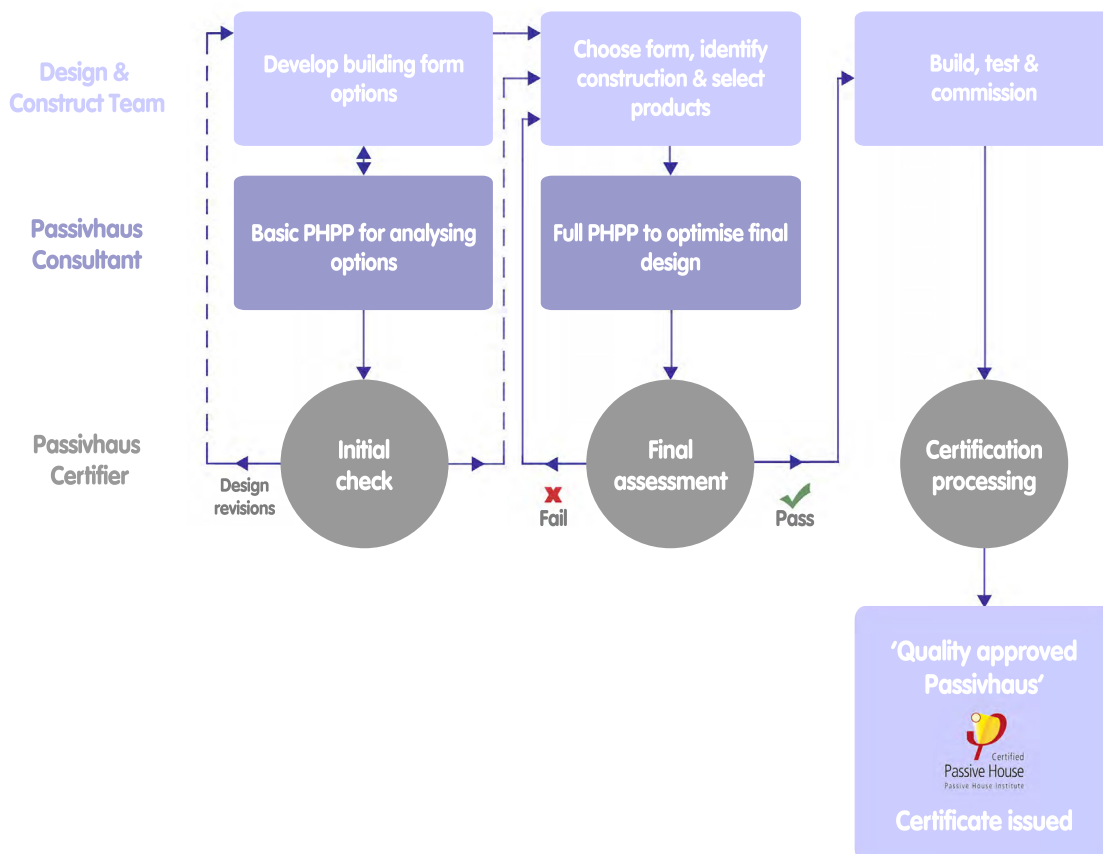 Design &
Construct Team
Develop building form
options
Choose form, identify
construction & select
products
Build, test &
commission
Passivhaus
Consultant
Basic PHPP for analysing
options
Full PHPP to optimise final
design
Passivhaus
Certifier
Initial
check
Final
assessment
Certification
processing
Design
revisions
Fail
Pass
‘Quality approved
Passivhaus’
Certified
Passive House
Passive House Institute
Certificate issued